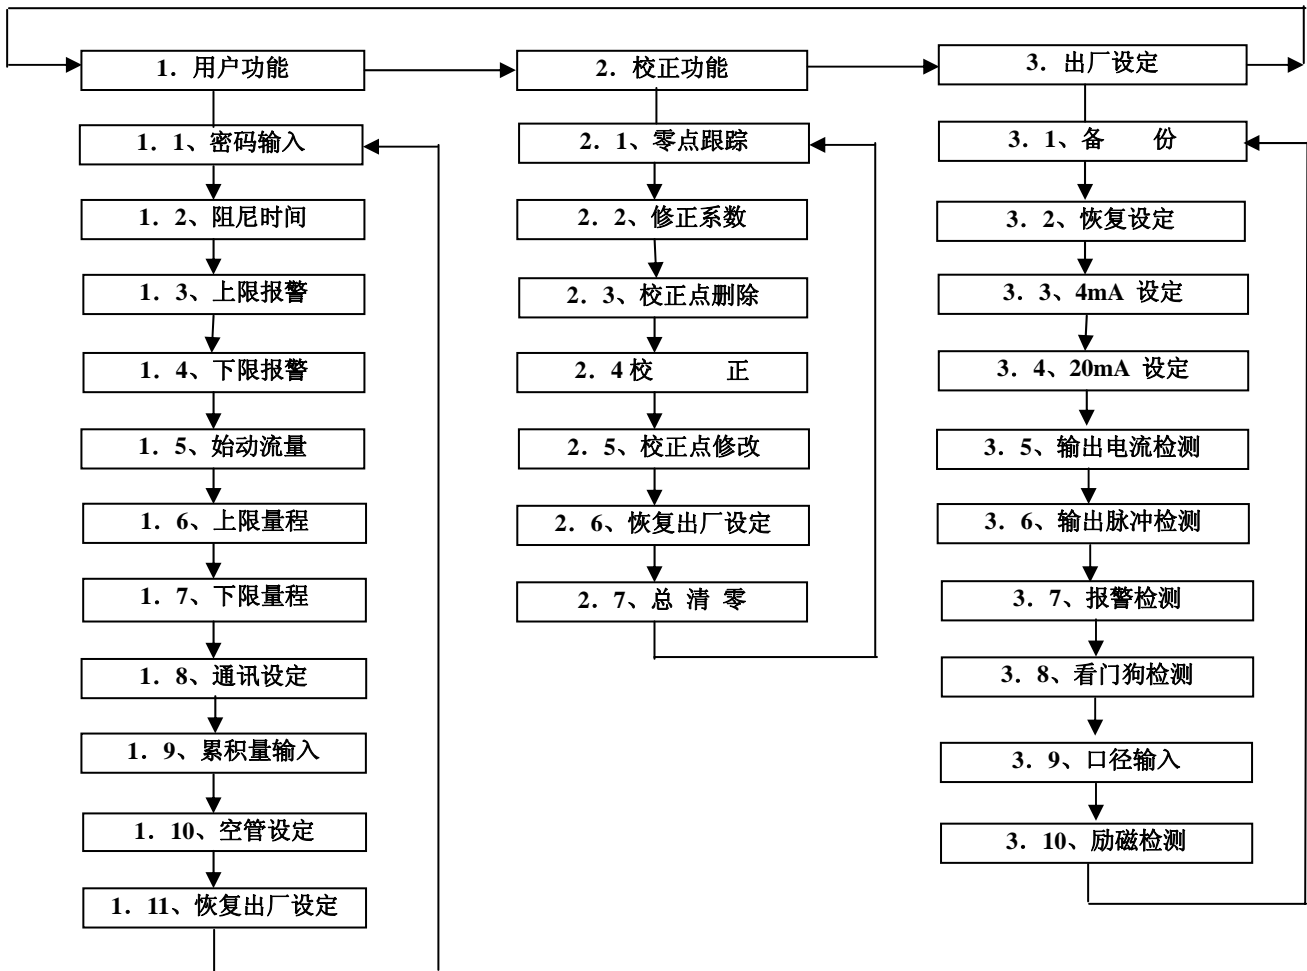 1．用户功能
1．1、密码输入
1．2、阻尼时间
1．3、上限报警
1．4、下限报警
1．5、始动流量
1．6、上限量程
1．7、下限量程
1．8、通讯设定
1．9、累积量输入
1．10、空管设定
1．11、恢复出厂设定
2．校正功能
2．1、零点跟踪
2．2、修正系数
2．3、校正点删除
2．4校 正
2．5、校正点修改
2．6、恢复出厂设定
2．7、总 清 零
3．出厂设定
3．1、备 份
3．2、恢复设定
3．3、4mA 设定
3．4、20mA 设定
3．5、输出电流检测
3．6、输出脉冲检测
3．7、报警检测
3．8、看门狗检测
3．9、口径输入
3．10、励磁检测